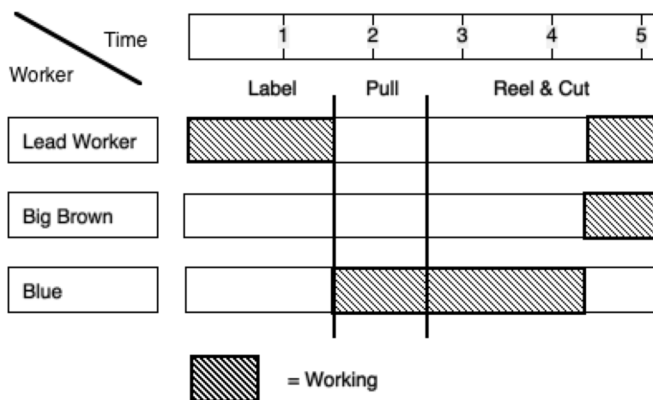 Time
Worker
1 2 3 4 5
Label Pull Reel & Cut
Lead Worker
Big Brown
Blue
= Working